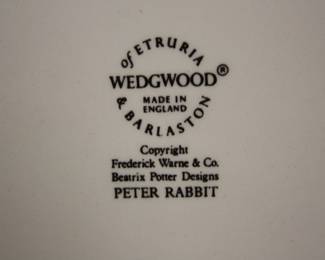 of ETRURIA
WEDGWOOD®
MADE IN
ENGLAND
& BARLASTON
Copyright
Frederick Warne & Co.
Beatrix Potter Designs
PETER RABBIT